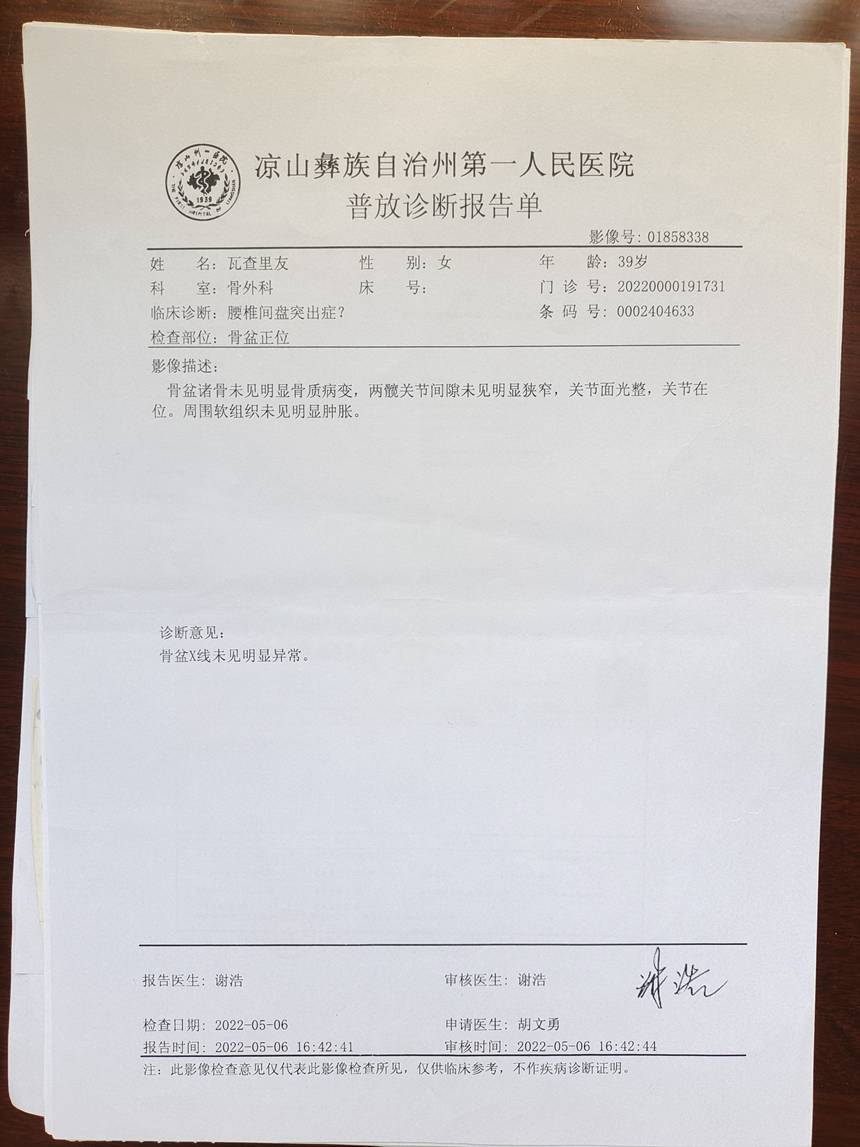 凉山州一医院
1939
凉山彝族自治州第一人民医院
普放诊断报告单
影像号: 01858338
姓 名: 瓦查里友 性 别: 女 年 龄: 39岁
科 室: 骨外科 床 号: 门 诊 号: 20220000191731
临床诊断: 腰椎间盘突出症? 条 码 号: 0002404633
检查部位: 骨盆正位
影像描述:
骨盆诸骨未见明显骨质病变，两髋关节间隙未见明显狭窄，关节面光整，关节在
位。周围软组织未见明显肿胀。
诊断意见:
骨盆X线未见明显异常。
报告医生: 谢浩 审核医生: 谢浩 谢浩
检查日期: 2022-05-06 申请医生: 胡文勇
报告时间: 2022-05-06 16:42:41 审核时间: 2022-05-06 16:42:44
注: 此影像检查意见仅代表此影像检查所见，仅供临床参考，不作疾病诊断证明。